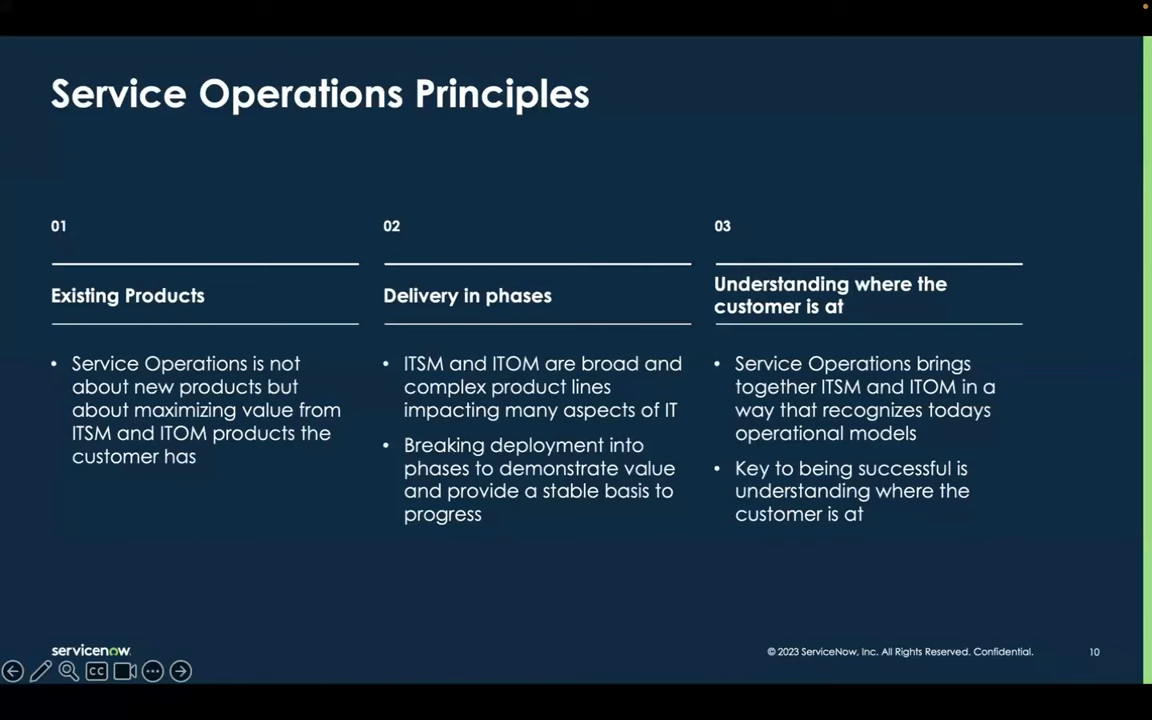 Service Operations Principles
01
Existing Products
• Service Operations is not
about new products but
about maximizing value from
ITSM and ITOM products the
customer has
02
Delivery in phases
• ITSM and ITOM are broad and
complex product lines
impacting many aspects of IT
• Breaking deployment into
phases to demonstrate value
and provide a stable basis to
progress
03
Understanding where the
customer is at
• Service Operations brings
together ITSM and ITOM in a
way that recognizes todays
operational models
• Key to being successful is
understanding where the
customer is at
servicenow.
© 2023 ServiceNow, Inc. All Rights Reserved. Confidential.
10
CC